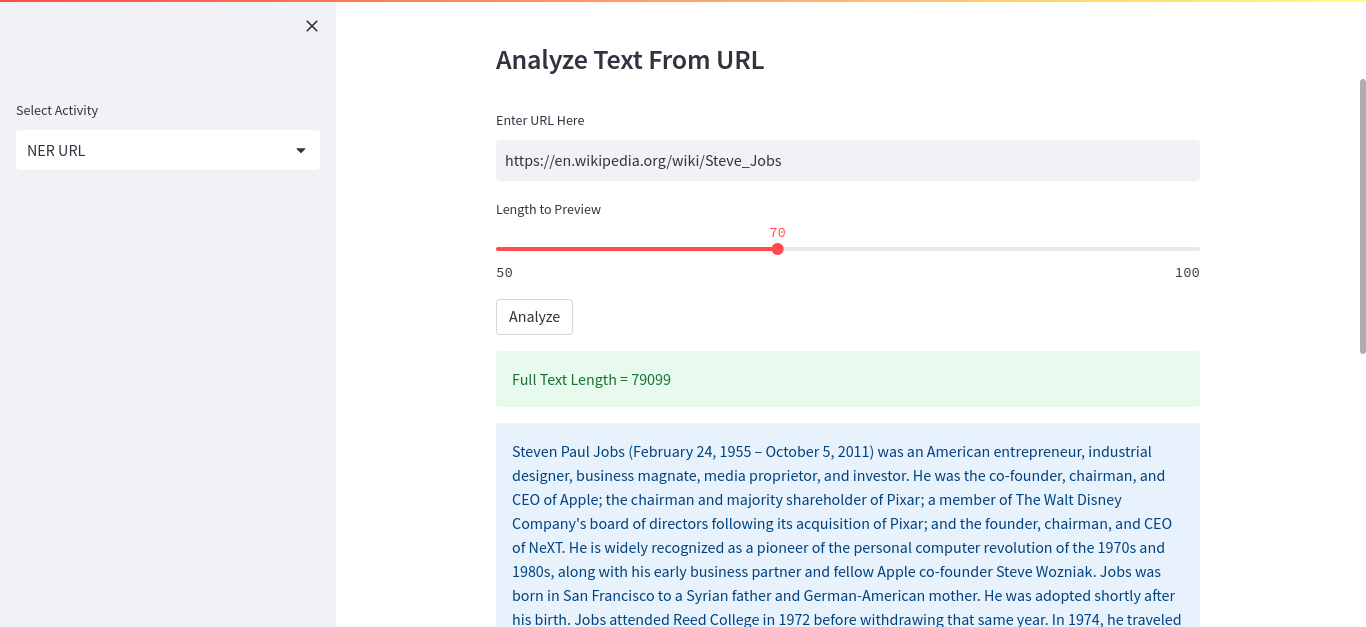 Select Activity
NER URL
Analyze Text From URL
Enter URL Here
https://en.wikipedia.org/wiki/Steve_Jobs
Length to Preview
70
50
100
Analyze
Full Text Length = 79099
Steven Paul Jobs (February 24, 1955 – October 5, 2011) was an American entrepreneur, industrial
designer, business magnate, media proprietor, and investor. He was the co-founder, chairman, and
CEO of Apple; the chairman and majority shareholder of Pixar; a member of The Walt Disney
Company's board of directors following its acquisition of Pixar; and the founder, chairman, and CEO
of NeXT. He is widely recognized as a pioneer of the personal computer revolution of the 1970s and
1980s, along with his early business partner and fellow Apple co-founder Steve Wozniak. Jobs was
born in San Francisco to a Syrian father and German-American mother. He was adopted shortly after
his birth. Jobs attended Reed College in 1972 before withdrawing that same year. In 1974, he traveled